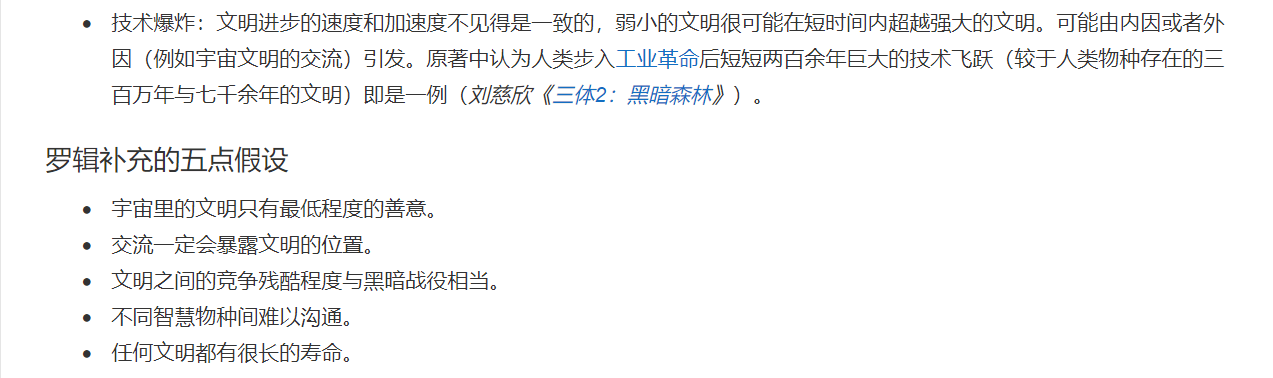 • 技术爆炸：文明进步的速度和加速度不见得是一致的，弱小的文明很可能在短时间内超越强大的文明。可能由内因或者外
因（例如宇宙文明的交流）引发。原著中认为人类步入工业革命后短短两百余年巨大的技术飞跃（较于人类物种存在的三
百万年与七千余年的文明）即是一例（刘慈欣《三体2：黑暗森林》）。
罗辑补充的五点假设
• 宇宙里的文明只有最低程度的善意。
• 交流一定会暴露文明的位置。
• 文明之间的竞争残酷程度与黑暗战役相当。
• 不同智慧物种间难以沟通。
• 任何文明都有很长的寿命。